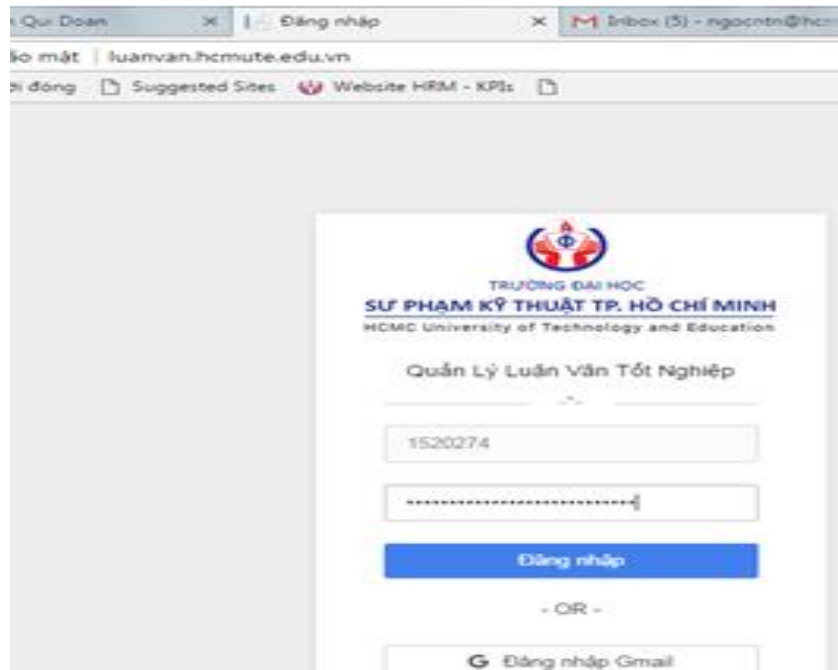 Qui Doan
Đăng nhập
Inbox (5) - ngocntn@hc
ảo mật | luanvan.hcmute.edu.vn
Suggested Sites
Website HRM - KPIs
TRƯỜNG ĐẠI HỌC
SƯ PHẠM KỸ THUẬT TP. HỒ CHÍ MINH
HCMC University of Technology and Education
Quản Lý Luận Văn Tốt Nghiệp
1520274
Đăng nhập
- OR -
G Đăng nhập Gmail